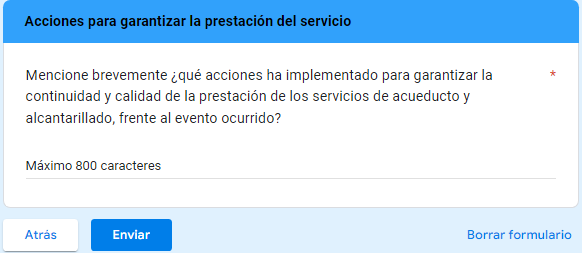 Acciones para garantizar la prestación del servicio
Mencione brevemente ¿qué acciones ha implementado para garantizar la *
continuidad y calidad de la prestación de los servicios de acueducto y
alcantarillado, frente al evento ocurrido?
Máximo 800 caracteres
Atrás
Enviar
Borrar formulario